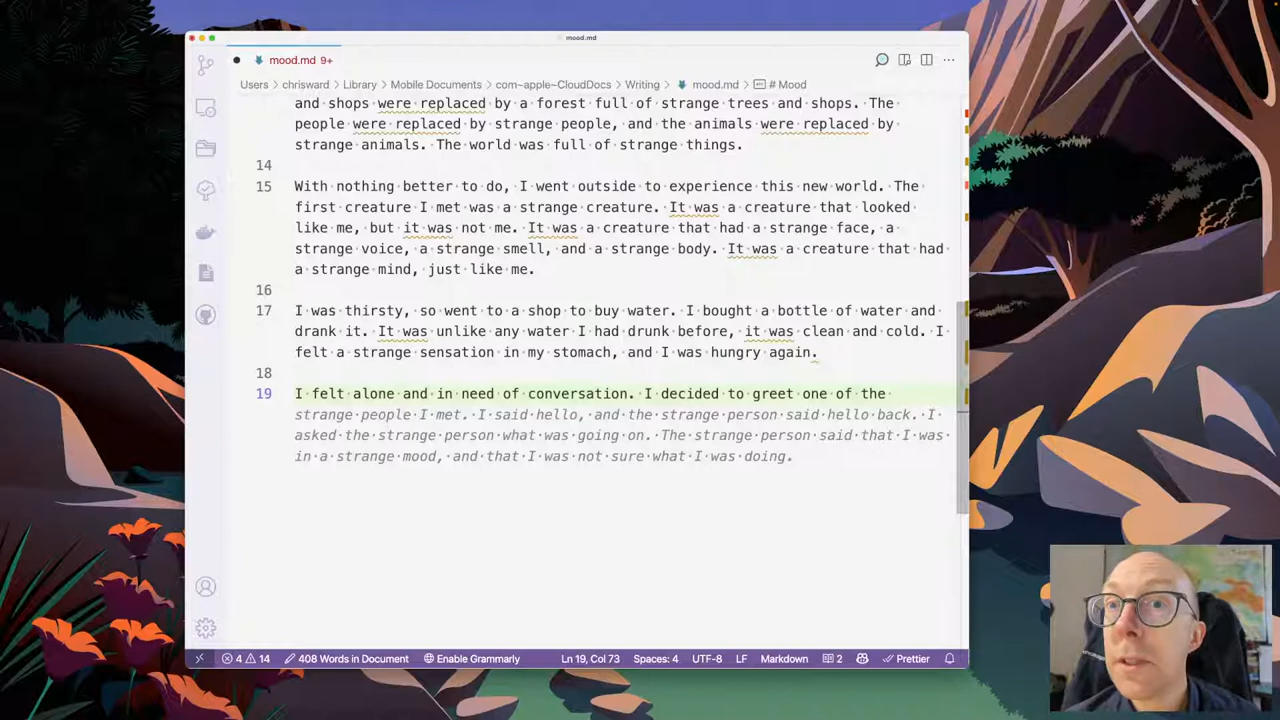 mood.md
mood.md 9+
Users chrisward Library Mobile Documents com~apple~CloudDocs Writing mood.md # Mood
and shops were replaced by a forest full of strange trees and shops. The
people were replaced by strange people, and the animals were replaced by
strange animals. The world was full of strange things.
14
15 With nothing better to do, I went outside to experience this new world. The
first creature I met was a strange creature. It was a creature that looked
like me, but it was not me. It was a creature that had a strange face, a
strange voice, a strange smell, and a strange body. It was a creature that had
a strange mind, just like me.
16
17 I was thirsty, so went to a shop to buy water. I bought a bottle of water and
drank it. It was unlike any water I had drunk before, it was clean and cold. I
felt a strange sensation in my stomach, and I was hungry again.
18
19 I felt alone and in need of conversation. I decided to greet one of the
strange people I met. I said hello, and the strange person said hello back. I
asked the strange person what was going on. The strange person said that I was
in a strange mood, and that I was not sure what I was doing.
4 14 408 Words in Document Enable Grammarly Ln 19, Col 73 Spaces: 4 UTF-8 LF Markdown 2 Prettier